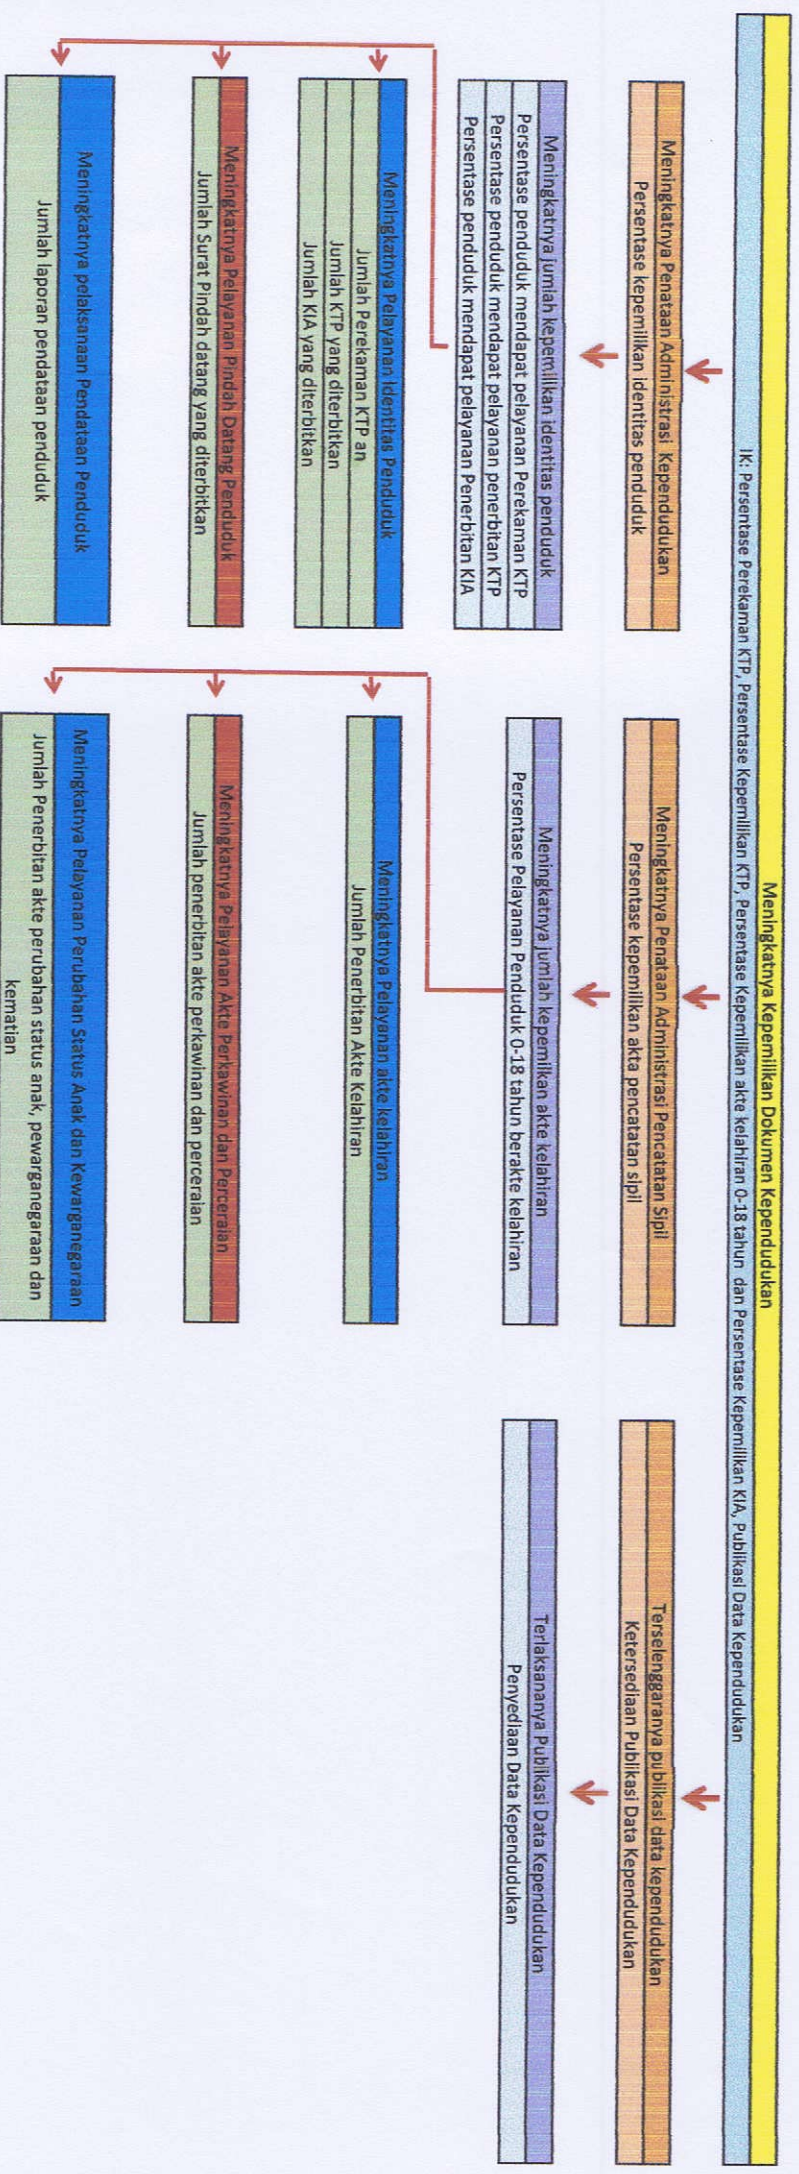 Meningkatnya Kepemilikan Dokumen Kependudukan
IK: Persentase Perekaman KTP, Persentase Kepemilikan KTP, Persentase Kepemilikan akte kelahiran 0-18 tahun dan Persentase Kepemilikan KIA, Publikasi Data Kependudukan
Meningkatnya Penataan Administrasi Kependudukan
Persentase kepemilikan identitas penduduk
Meningkatnya jumlah kepemilikan identitas penduduk
Persentase penduduk mendapat pelayanan Perekaman KTP
Persentase penduduk mendapat pelayanan penerbitan KTP
Persentase penduduk mendapat pelayanan Penerbitan KIA
Meningkatnya Pelayanan Identitas Penduduk
Jumlah Perekaman KTP an
Jumlah KTP yang diterbitkan
Jumlah KIA yang diterbitkan
Meningkatnya Pelayanan Pindah Datang Penduduk
Jumlah Surat Pindah datang yang diterbitkan
Meningkatnya pelaksanaan Pendataan Penduduk
Jumlah laporan pendataan penduduk
Meningkatnya Penataan Administrasi Pencatatan Sipil
Persentase kepemilikan akta pencatatan sipil
Meningkatnya jumlah kepemilkan akte kelahiran
Persentase Pelayanan Penduduk 0-18 tahun berakte kelahiran
Meningkatnya Pelayanan akte kelahiran
Jumlah Penerbitan Akte Kelahiran
Meningkatnya Pelayanan Akte Perkawinan dan Perceraian
Jumlah penerbitan akte perkawinan dan perceraian
Meningkatnya Pelayanan Perubahan Status Anak dan Kewarganegaraan
Jumlah Penerbitan akte perubahan status anak, pewarganegaraan dan
kematian
Terselenggaranya publikasi data kependudukan
Ketersediaan Publikasi Data Kependudukan
Terlaksananya Publikasi Data Kependudukan
Penyediaan Data Kependudukan